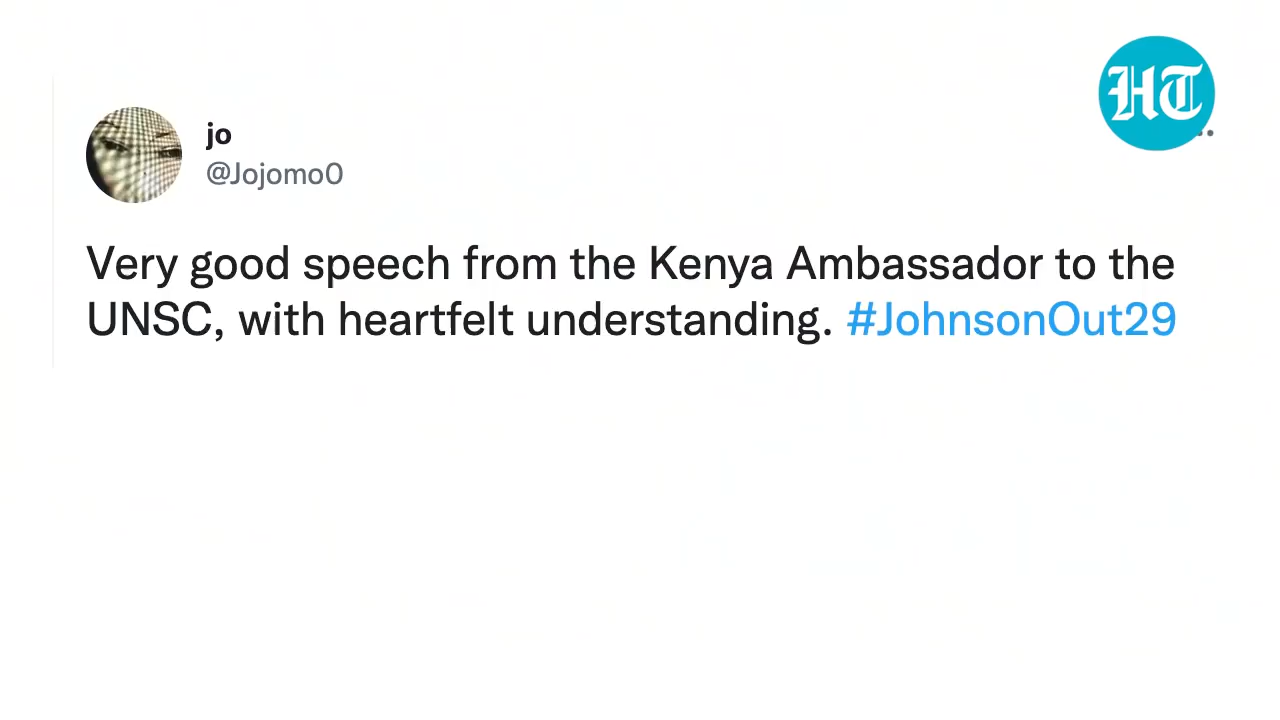 HT
jo
@Jojomo0
Very good speech from the Kenya Ambassador to the
UNSC, with heartfelt understanding. #JohnsonOut29